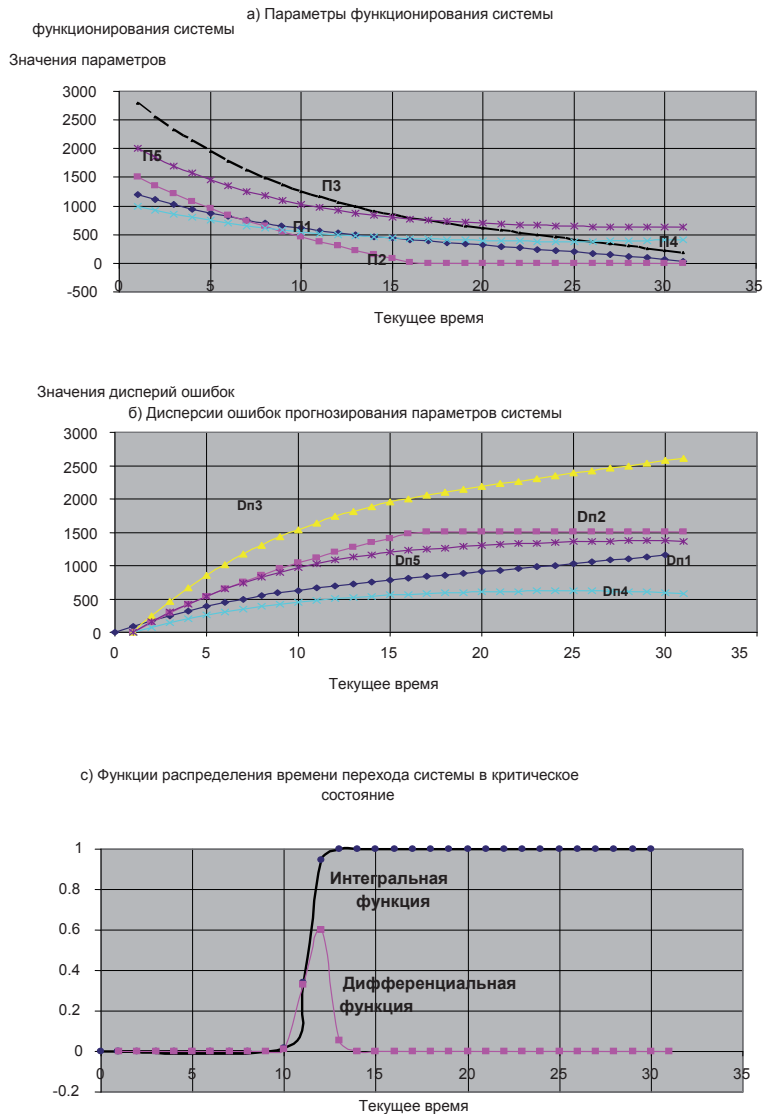 а) Параметры функционирования системы
функционирования системы
Значения параметров
3000
2500
2000
1500
1000
500
0
-500
П5
П3
П1
П2
П4
0 5 10 15 20 25 30 35
Текущее время
Значения дисперий ошибок
б) Дисперсии ошибок прогнозирования параметров системы
3000
2500
2000
1500
1000
500
0
Dп3
Dп2
Dп5
Dп1
Dп4
0 5 10 15 20 25 30 35
Текущее время
с) Функции распределения времени перехода системы в критическое
состояние
1
0.8
0.6
0.4
0.2
0
-0.2
Интегральная
функция
Дифференциальная
функция
0 5 10 15 20 25 30 35
Текущее время